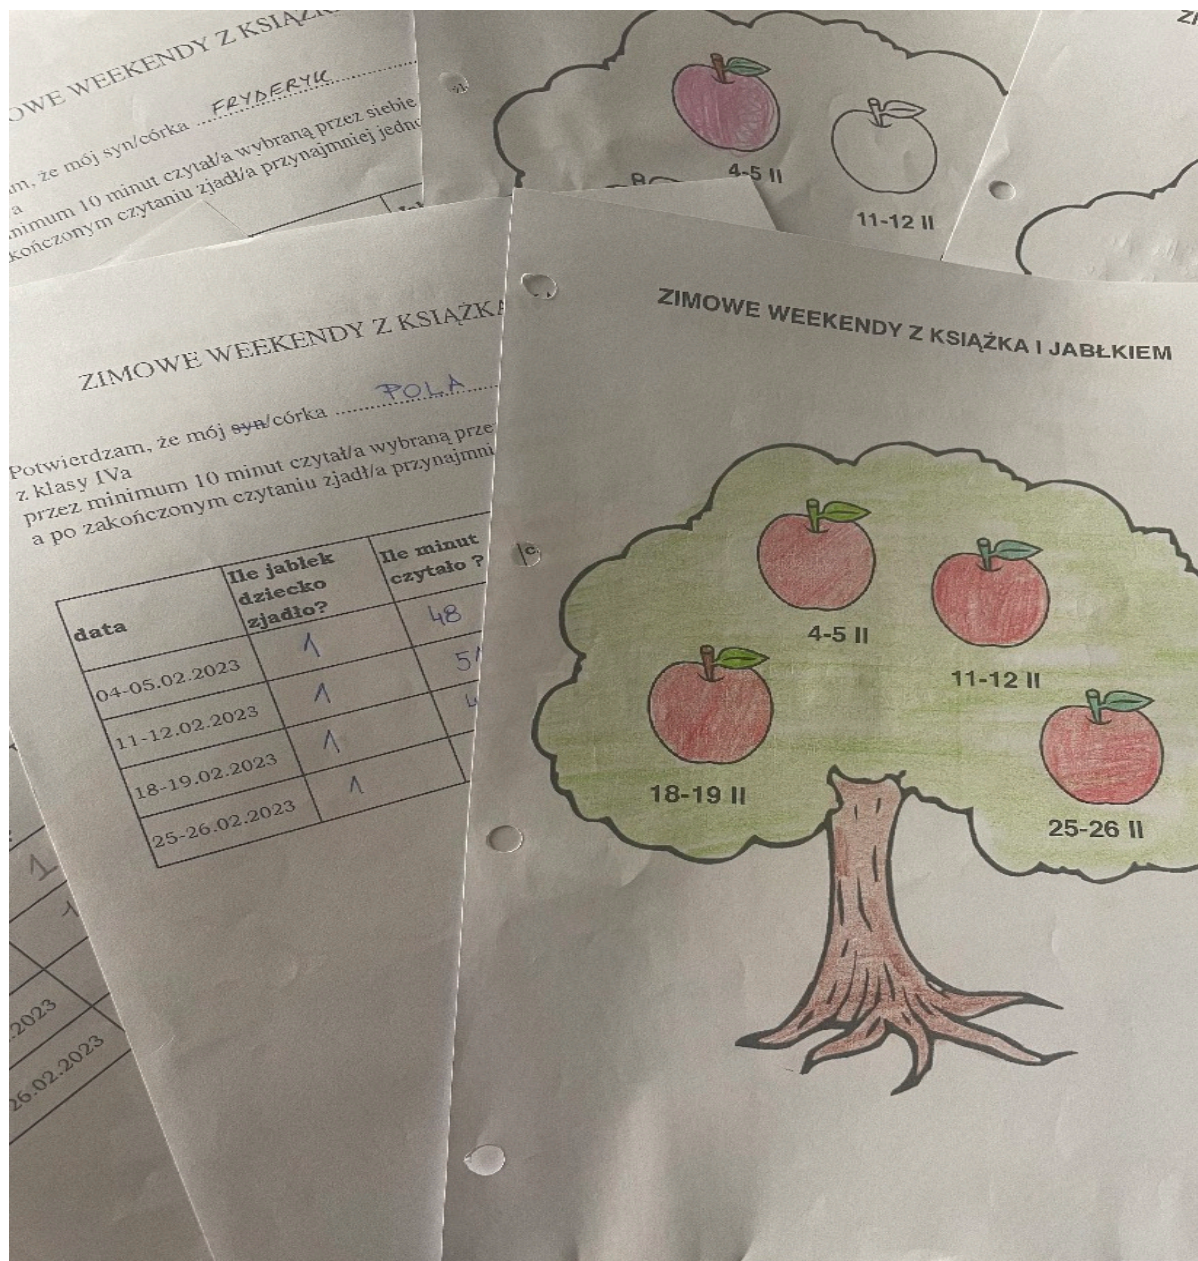 OWE WEEKENDY Z KSIĄŻK
że mój syn/córka FRYDERYK
minimum 10 minut czytał/a wybraną przez siebie
kończonym czytaniu zjadł/a przynajmniej jedno
4-5 II
11-12 II
ZIMOWE WEEKENDY Z KSIĄŻKA
Potwierdzam, że mój syn/córka POLA
z klasy IVa
przez minimum 10 minut czytał/a wybraną prze
a po zakończonym czytaniu zjadł/a przynajmni
data Ile jabłek dziecko zjadło? Ile minut czytało ?
04-05.02.2023 1 48
11-12.02.2023 1 51
18-19.02.2023 1
25-26.02.2023 1
ZIMOWE WEEKENDY Z KSIĄŻKA I JABŁKIEM
4-5 II
11-12 II
18-19 II
25-26 II
1
1
.2023
26.02.2023